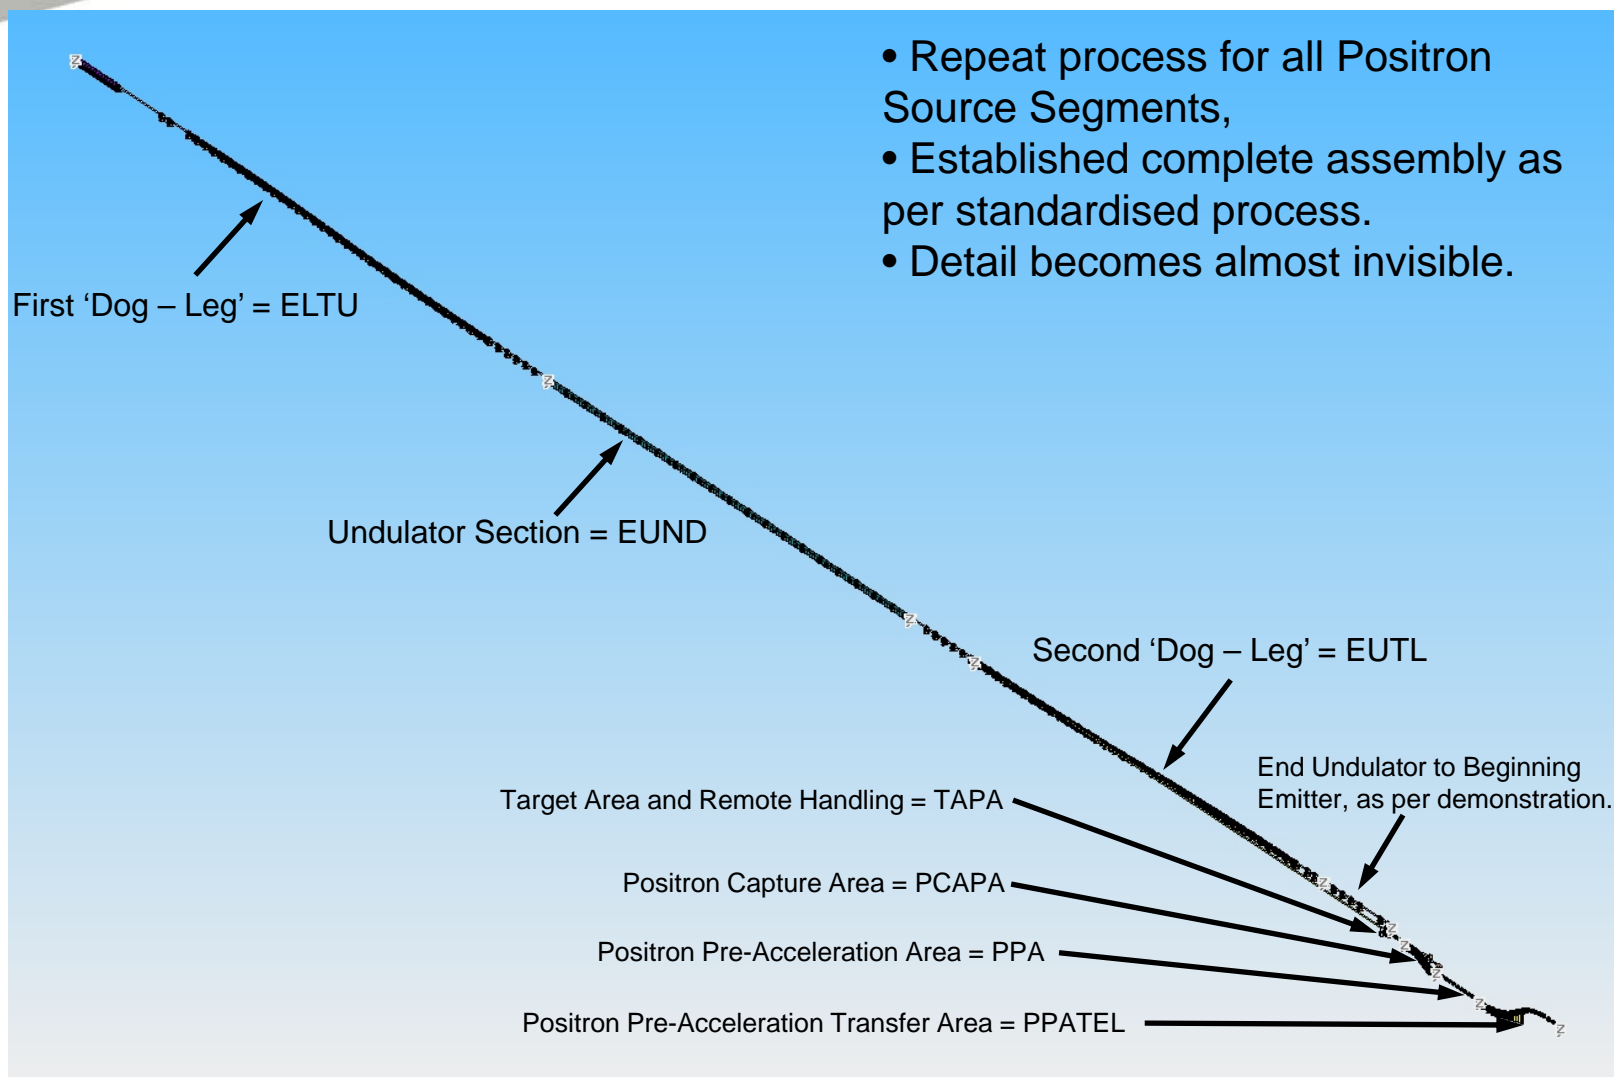 • Repeat process for all Positron
Source Segments,
• Established complete assembly as
per standardised process.
• Detail becomes almost invisible.
First ‘Dog – Leg’ = ELTU
Undulator Section = EUND
Second ‘Dog – Leg’ = EUTL
End Undulator to Beginning
Emitter, as per demonstration.
Target Area and Remote Handling = TAPA
Positron Capture Area = PCAPA
Positron Pre-Acceleration Area = PPA
Positron Pre-Acceleration Transfer Area = PPATEL
Z
Z
Z
Z
Z
Z
Z
Z
Z
Z